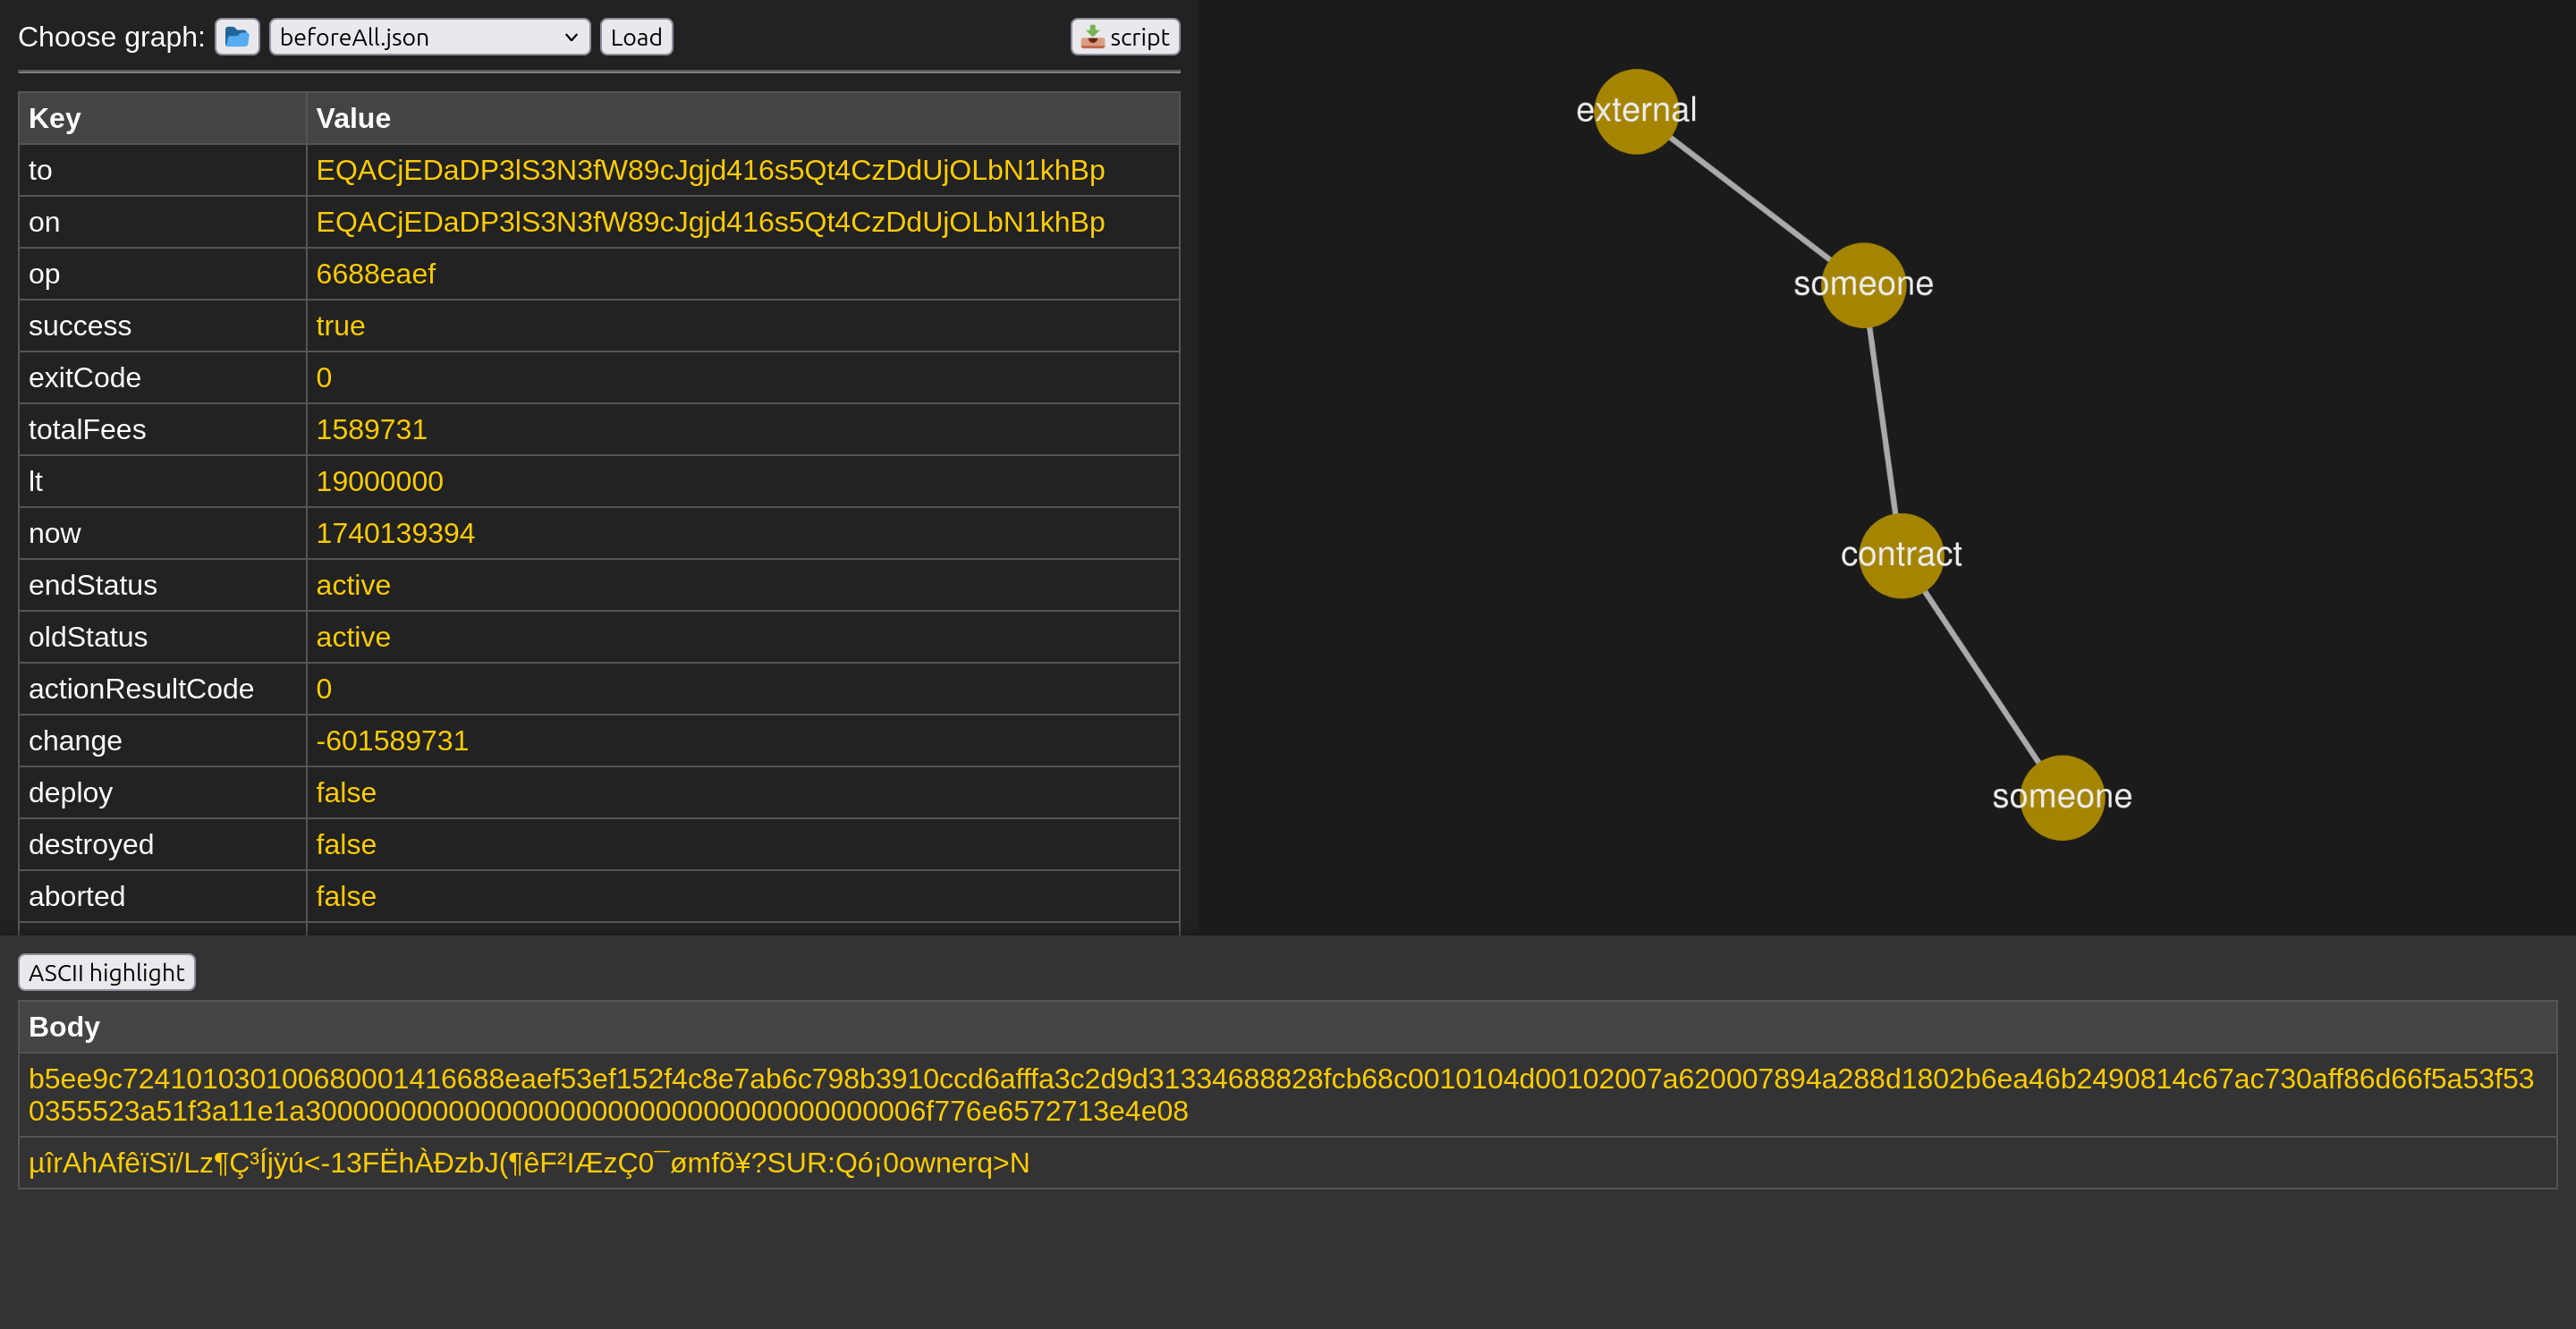 Choose graph: beforeAll.json Load script
Key Value
to EQACjEDaDP3lS3N3fW89cJgjd416s5Qt4CzDdUjOLbN1khBp
on EQACjEDaDP3lS3N3fW89cJgjd416s5Qt4CzDdUjOLbN1khBp
op 6688eaef
success true
exitCode 0
totalFees 1589731
lt 19000000
now 1740139394
endStatus active
oldStatus active
actionResultCode 0
change -601589731
deploy false
destroyed false
aborted false
external
someone
contract
someone
ASCII highlight
Body
b5ee9c724101030100680001416688eaef53ef152f4c8e7ab6c798b3910ccd6afffa3c2d9d31334688828fcb68c0010104d00102007a620007894a288d1802b6ea46b2490814c67ac730aff86d66f5a53f53
0355523a51f3a11e1a30000000000000000000000000000000000006f776e6572713e4e08
µîrAhAfêïSï/Lz¶Ç³Íjÿú<-13FËhÀÐzbJ(¶êF²IÆzÇ0¯ømfõ¥?SUR:Qó¡0ownerq>N